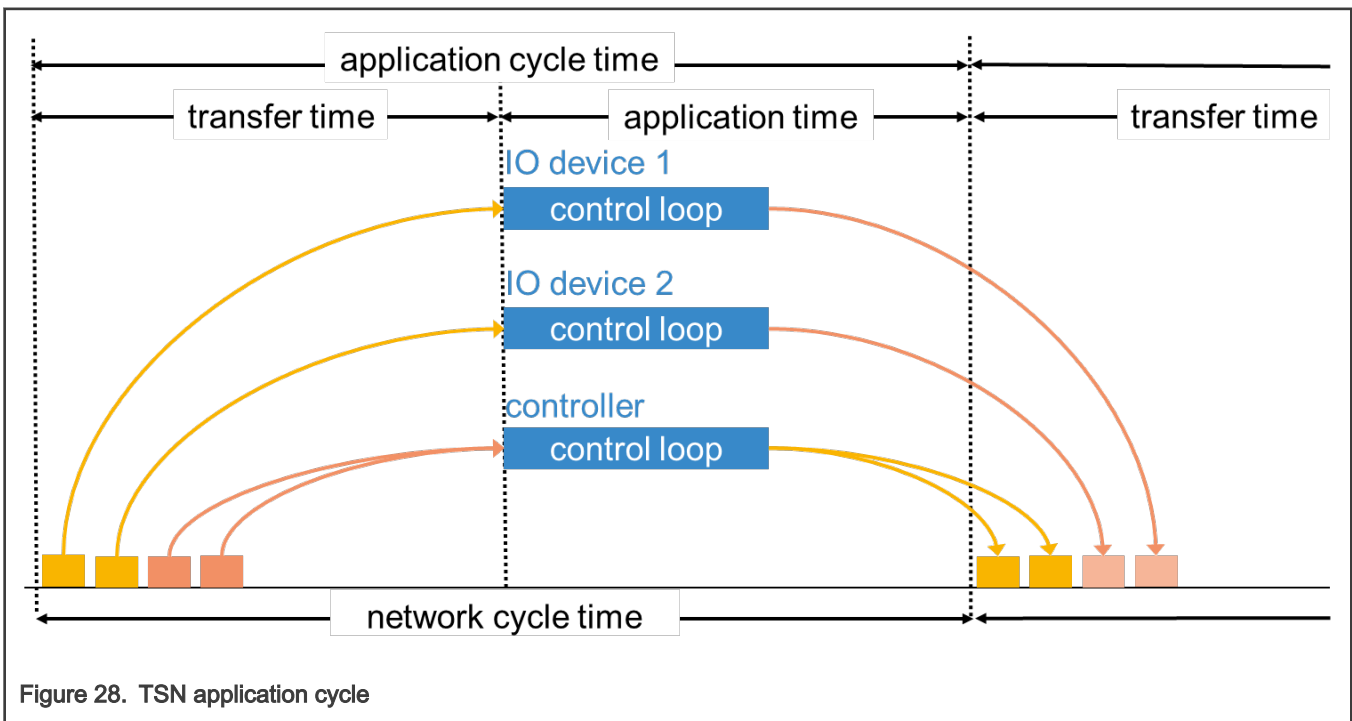 application cycle time
transfer time
application time
transfer time
IO device 1
control loop
IO device 2
control loop
controller
control loop
network cycle time
Figure 28. TSN application cycle